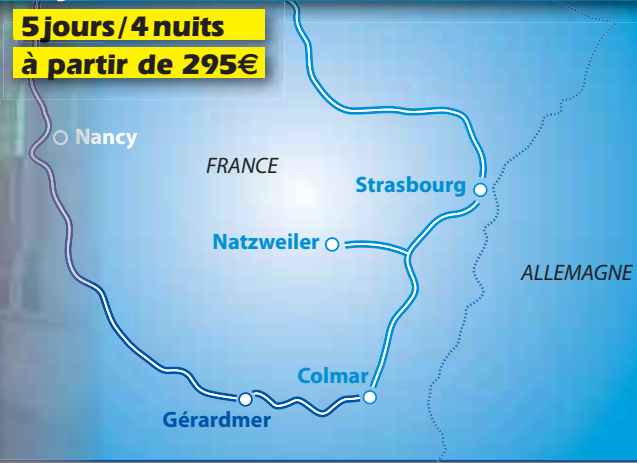 5 jours / 4 nuits
à partir de 295€
Nancy
FRANCE
Strasbourg
Natzweiler
ALLEMAGNE
Colmar
Gérardmer